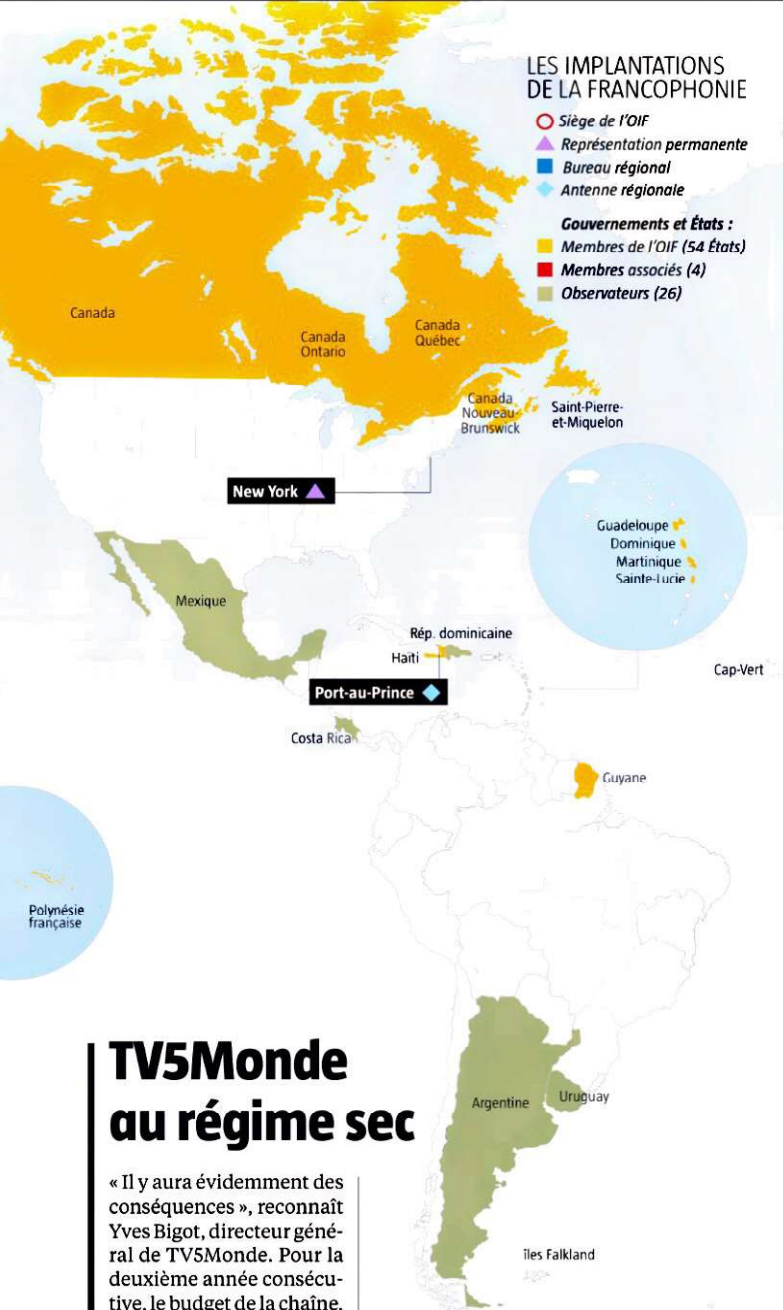 LES IMPLANTATIONS
DE LA FRANCOPHONIE
Siège de l'OIF
Représentation permanente
Bureau régional
Antenne régionale
Gouvernements et États :
Membres de l'OIF (54 États)
Membres associés (4)
Observateurs (26)
Canada
Canada
Ontario
Canada
Québec
Canada
Nouveau-
Brunswick
Saint-Pierre-
et-Miquelon
New York
Guadeloupe
Dominique
Martinique
Sainte-Lucie
Mexique
Rép. dominicaine
Haïti
Port-au-Prince
Cap-Vert
Costa Rica
Guyane
Polynésie
française
Argentine
Uruguay
îles Falkland
TV5Monde
au régime sec
« Il y aura évidemment des
conséquences », reconnaît
Yves Bigot, directeur géné-
ral de TV5Monde. Pour la
deuxième année consécu-
tive, le budget de la chaîne,